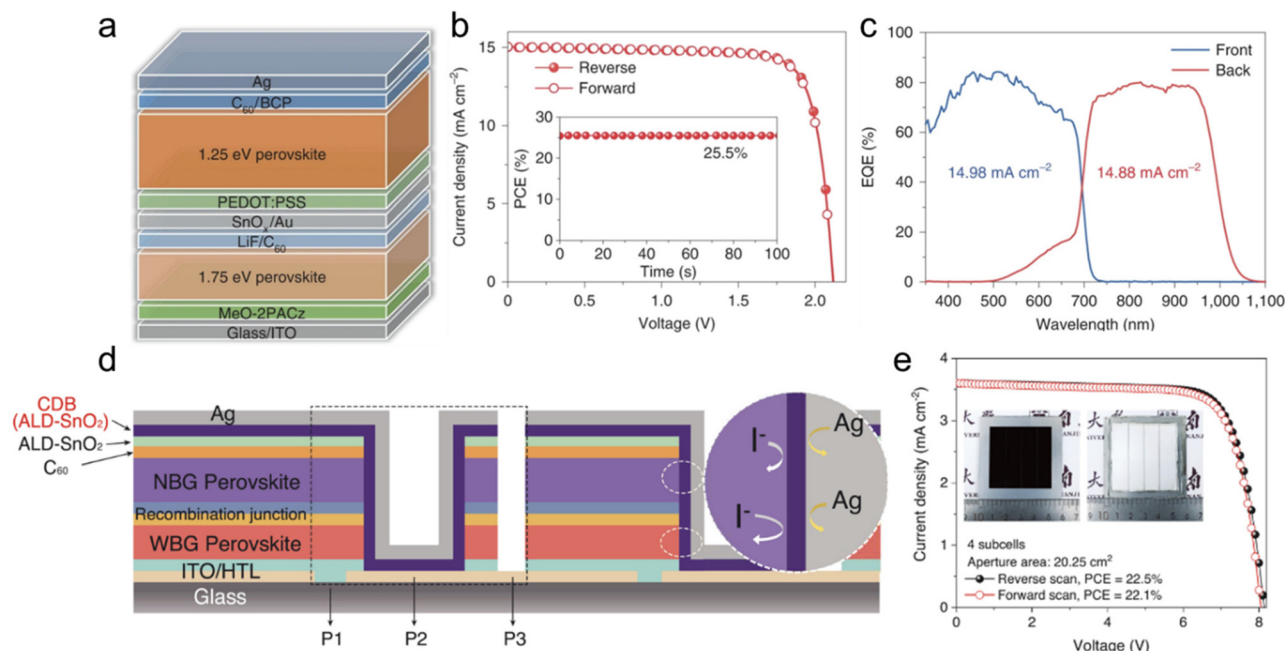 a
Ag
C₆₀/BCP
1.25 eV perovskite
PEDOT:PSS
SnOₓ/Au
LiF/C₆₀
1.75 eV perovskite
MeO-2PACz
Glass/ITO
b
Current density (mA cm⁻²)
15
10
5
0
Reverse
Forward
PCE (%)
30
20
10
0
25.5%
0 20 40 60 80 100
Time (s)
0 0.5 1.0 1.5 2.0
Voltage (V)
c
EQE (%)
100
80
60
40
20
0
Front
Back
14.98 mA cm⁻²
14.88 mA cm⁻²
400 500 600 700 800 900 1,000 1,100
Wavelength (nm)
d
CDB
(ALD-SnO₂)
ALD-SnO₂
C₆₀
Ag
NBG Perovskite
Recombination junction
WBG Perovskite
ITO/HTL
Glass
P1 P2 P3
I⁻ Ag
I⁻ Ag
e
Current density (mA cm⁻²)
4
3
2
1
0
大 南
大 南
4 subcells
Aperture area: 20.25 cm²
Reverse scan, PCE = 22.5%
Forward scan, PCE = 22.1%
0 2 4 6 8
Voltage (V)